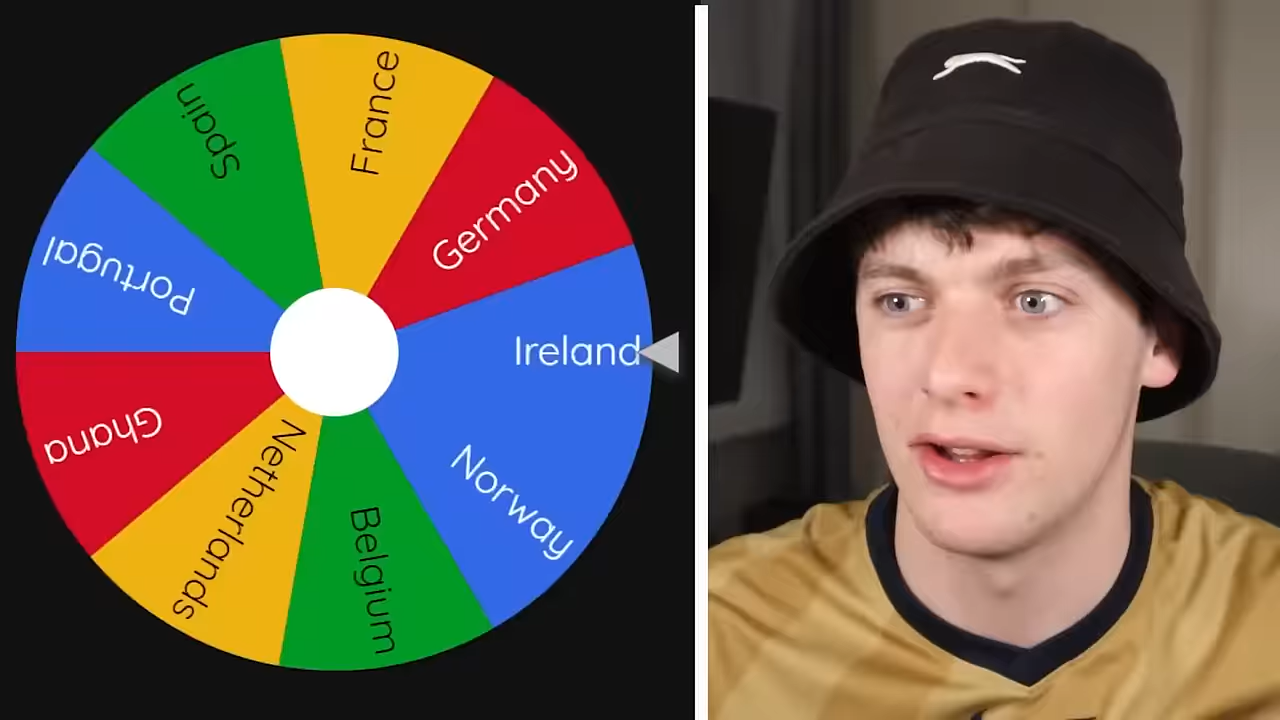 France
Spain
Germany
Portugal
Ireland
Ghana
Norway
Netherlands
Belgium